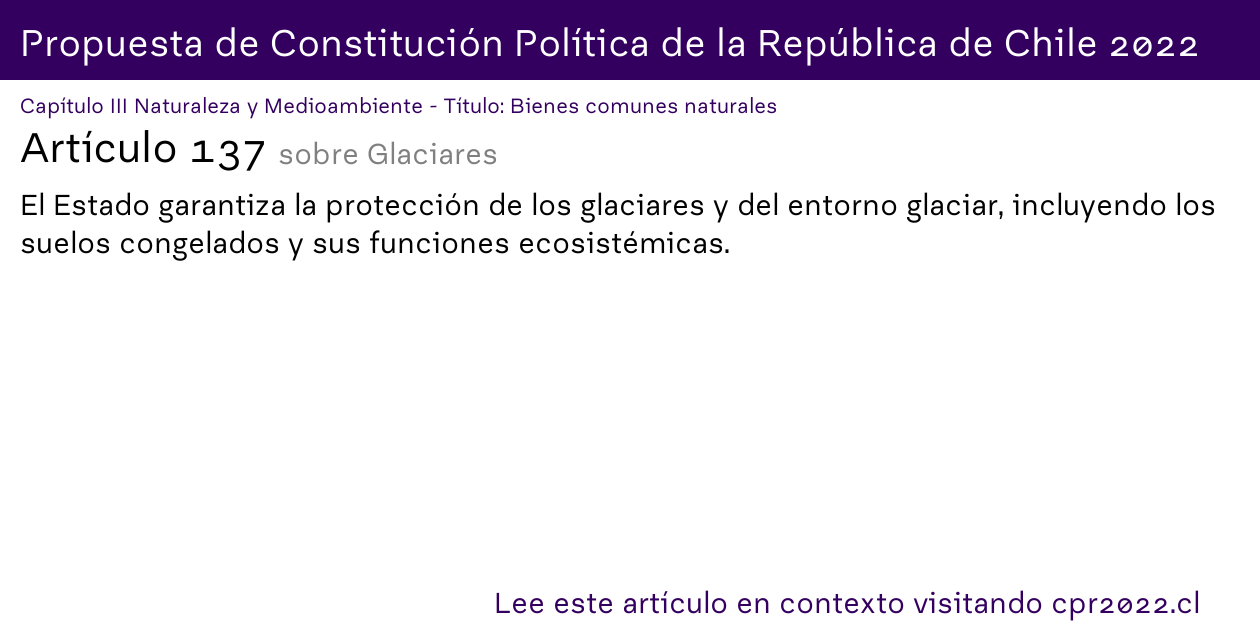 Propuesta de Constitución Política de la República de Chile 2022
Capítulo III Naturaleza y Medioambiente - Título: Bienes comunes naturales
Artículo 137 sobre Glaciares
El Estado garantiza la protección de los glaciares y del entorno glaciar, incluyendo los
suelos congelados y sus funciones ecosistémicas.
Lee este artículo en contexto visitando cpr2022.cl